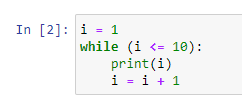 In [2]: i = 1
while (i <= 10):
    print(i)
    i = i + 1